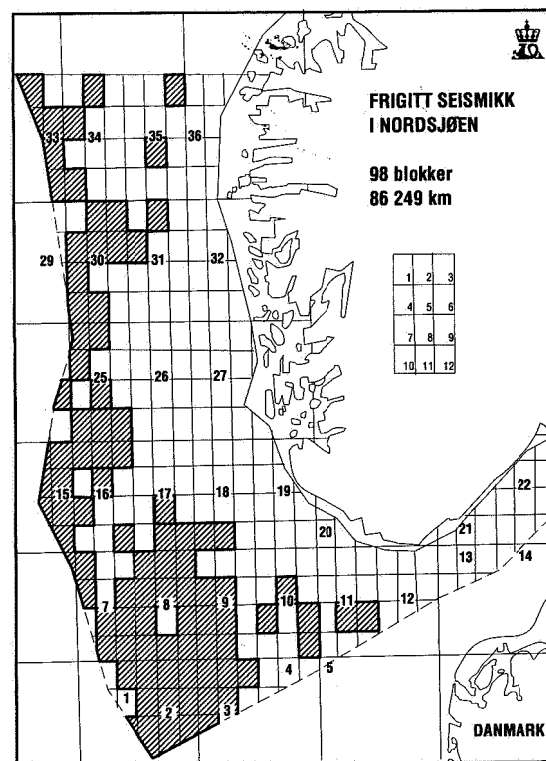 FRIGITT SEISMIKK
I NORDSJØEN
98 blokker
86 249 km
33 34 35 36
29 30 31 32
1 2 3
4 5 6
7 8 9
10 11 12
25 26 27
15 16 17 18 19 20 21 22
7 8 9 10 11 12 13 14
1 2 3 4 5
DANMARK